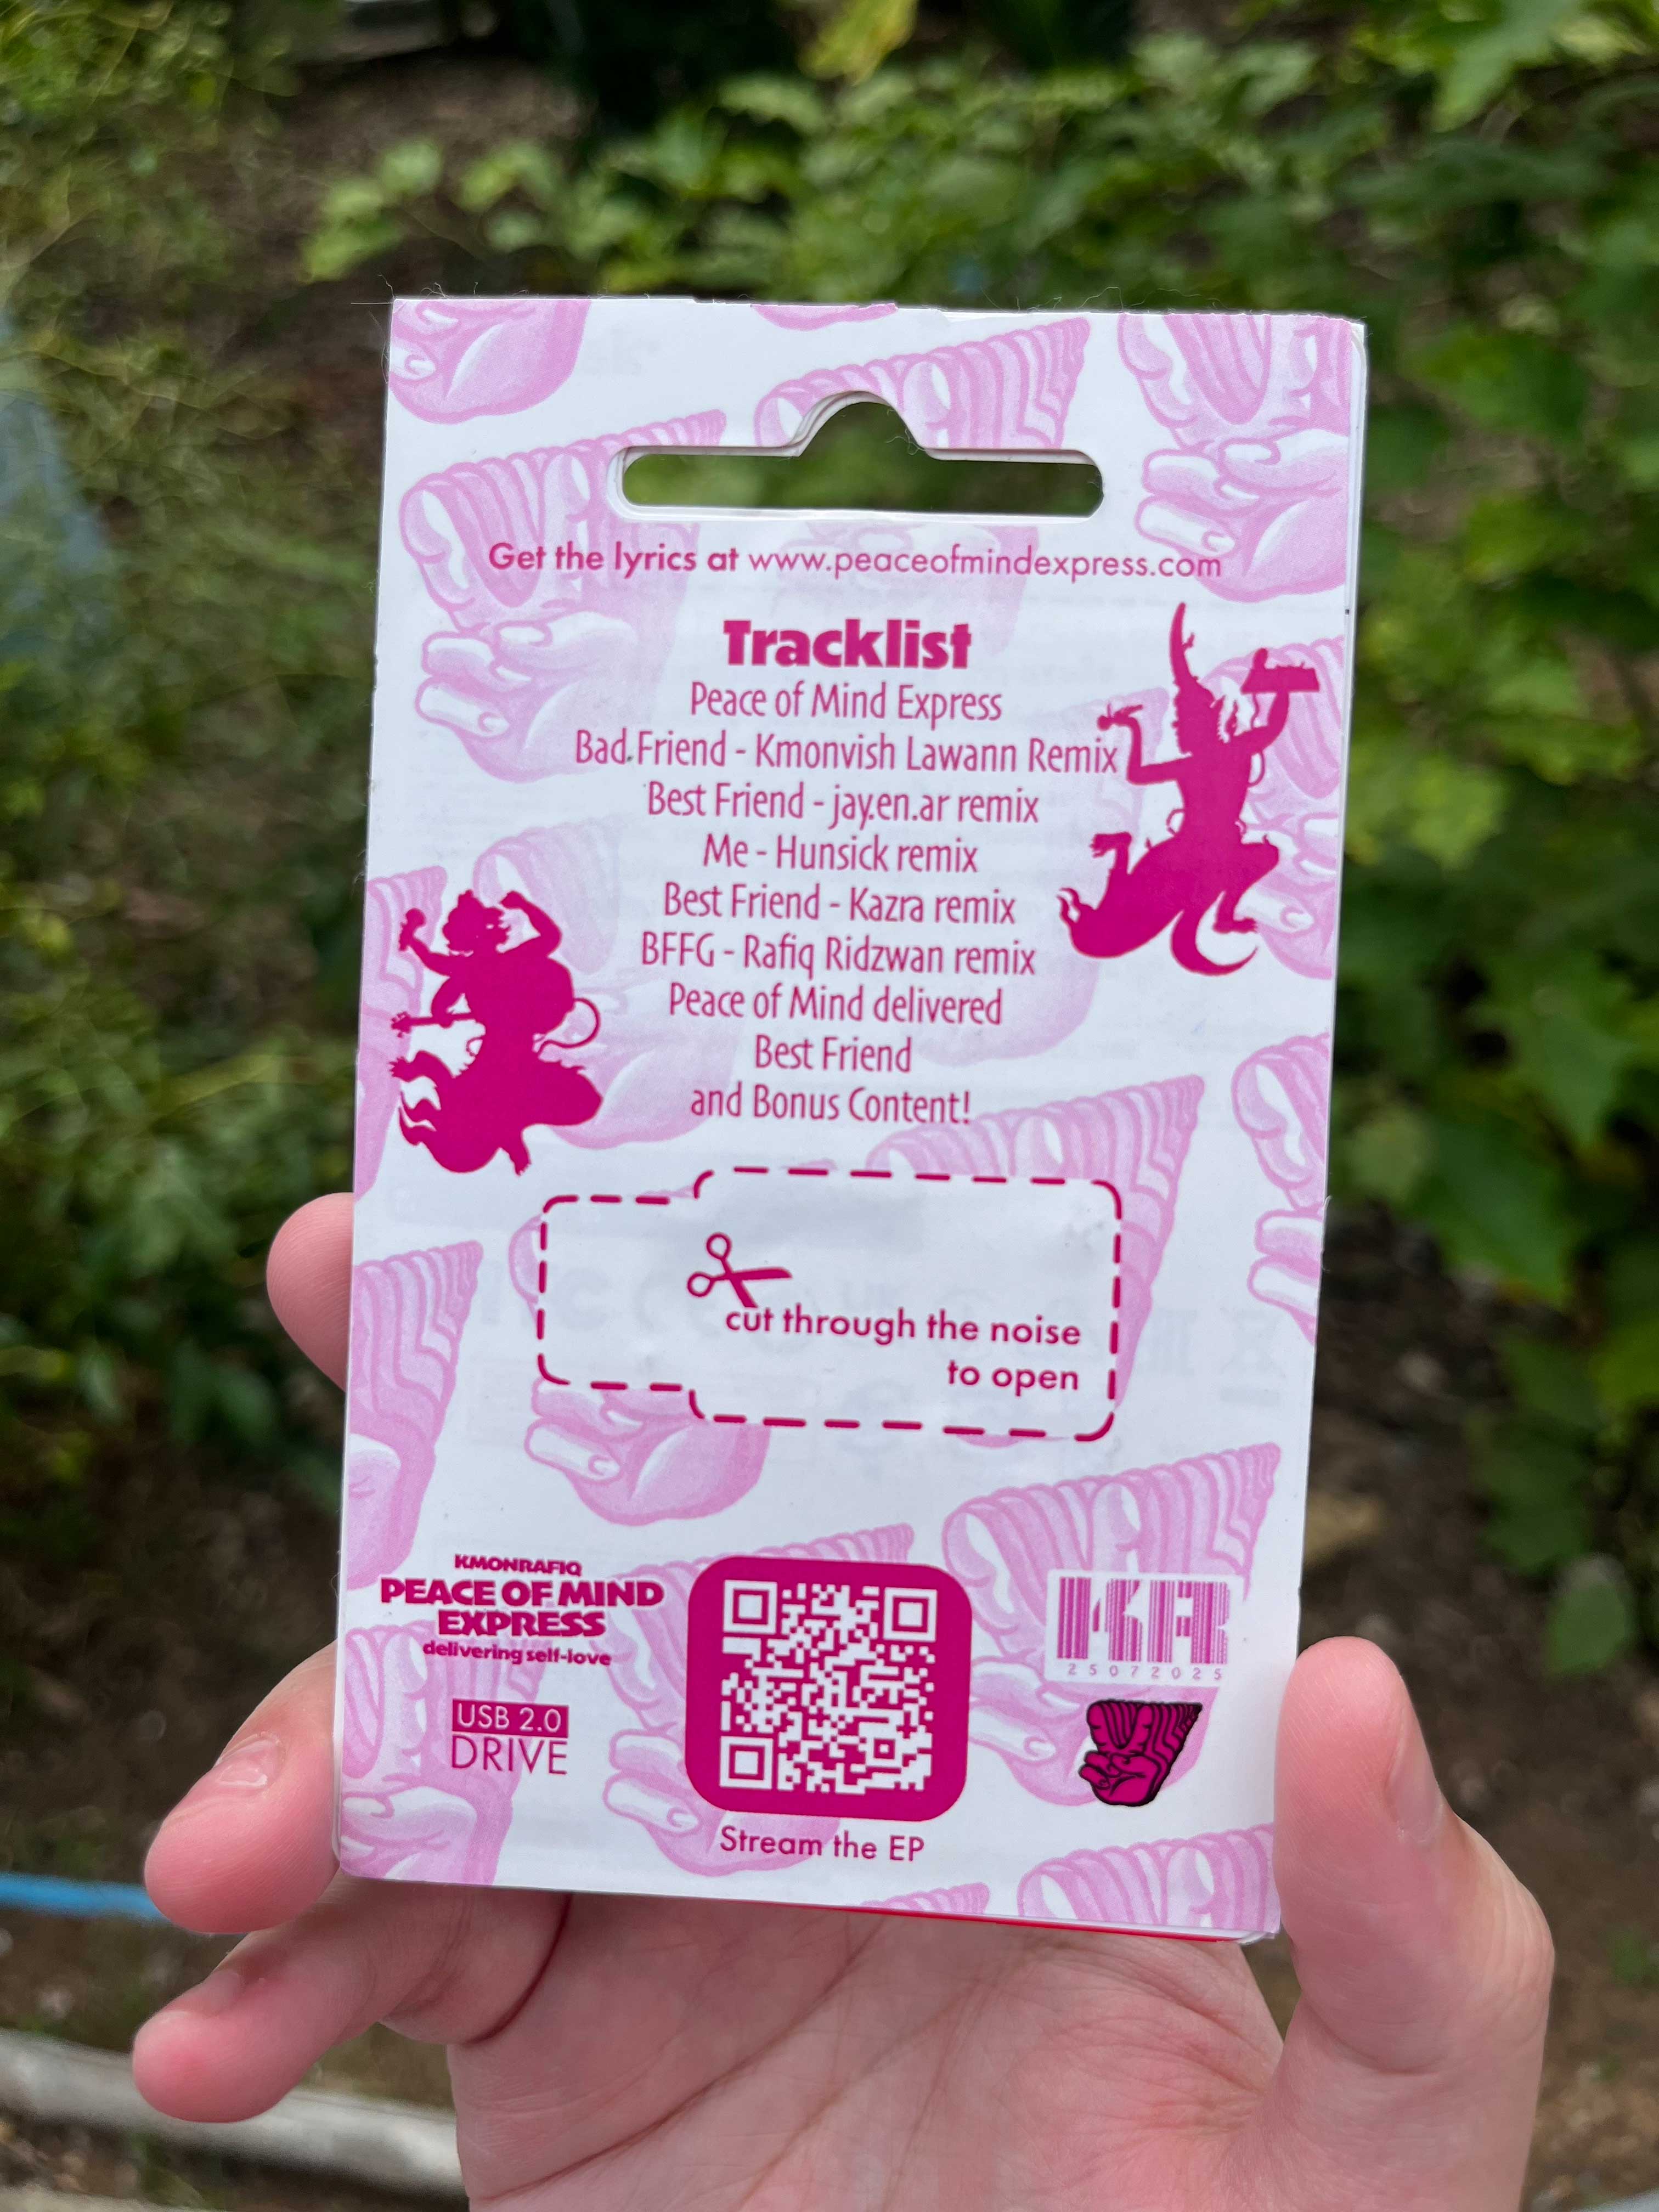 Get the lyrics at www.peaceofmindexpress.com
Tracklist
Peace of Mind Express
Bad Friend - Kmonvish Lawann Remix
Best Friend - jay.en.ar remix
Me - Hunsick remix
Best Friend - Kazra remix
BFFG - Rafiq Ridzwan remix
Peace of Mind delivered
Best Friend
and Bonus Content!
cut through the noise
to open
KMONRAFIQ
PEACE OF MIND
EXPRESS
delivering self-love
USB 2.0
DRIVE
Stream the EP
KR
25072025